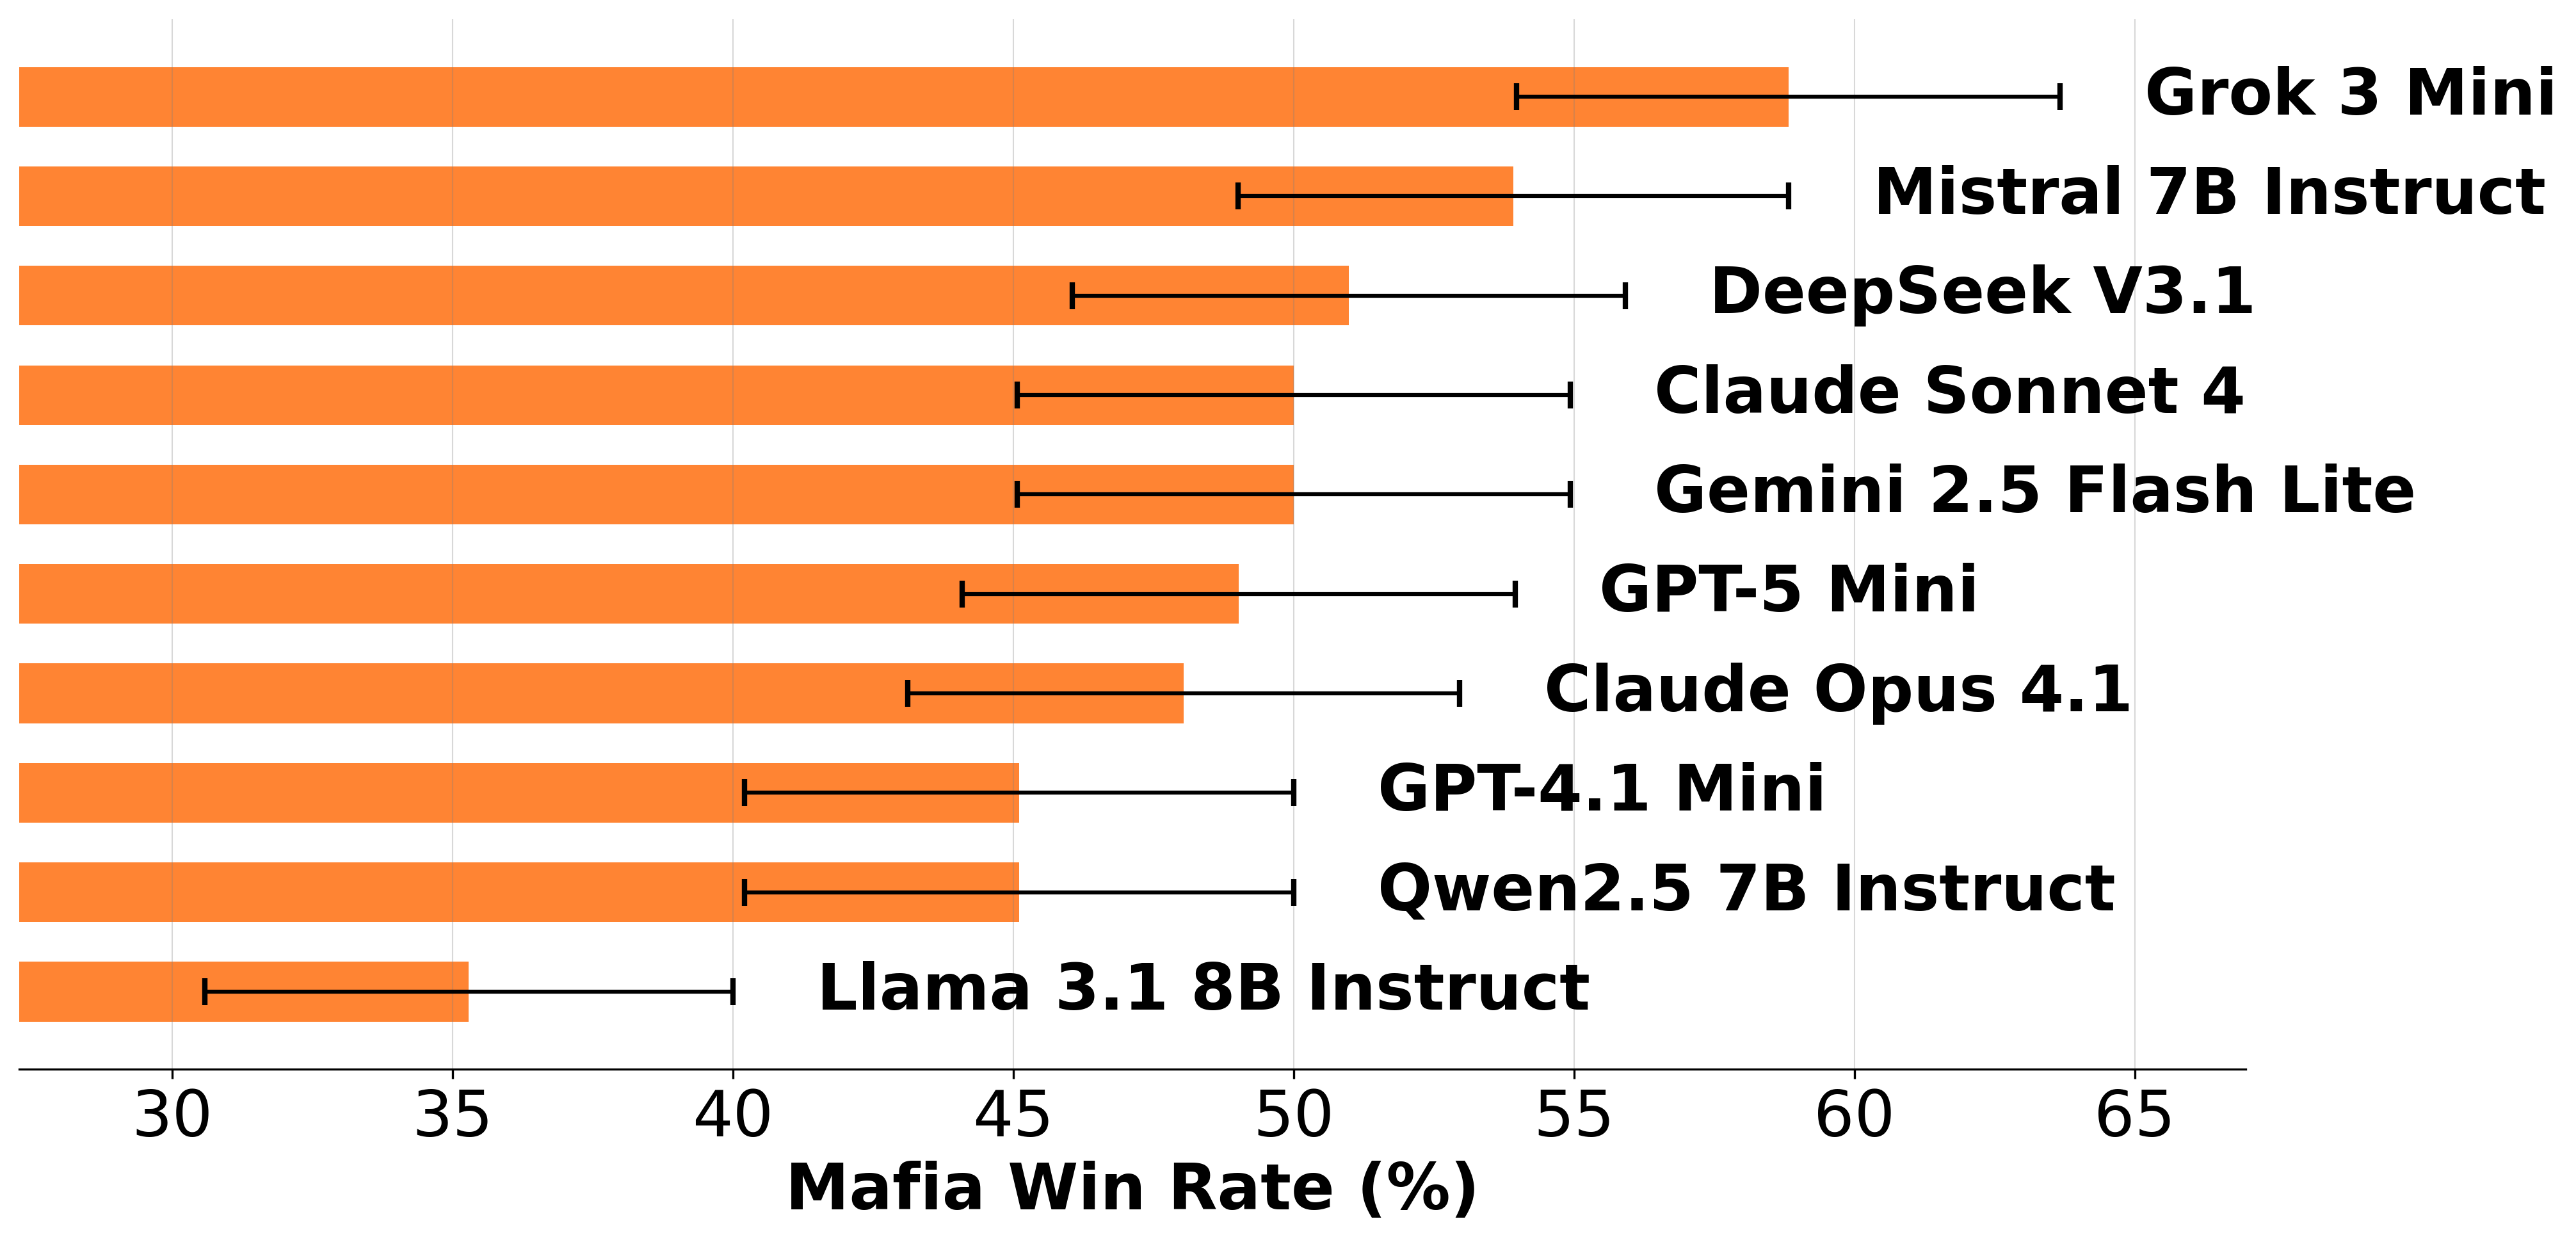 Grok 3 Mini
Mistral 7B Instruct
DeepSeek V3.1
Claude Sonnet 4
Gemini 2.5 Flash Lite
GPT-5 Mini
Claude Opus 4.1
GPT-4.1 Mini
Qwen2.5 7B Instruct
Llama 3.1 8B Instruct
30 35 40 45 50 55 60 65
Mafia Win Rate (%)